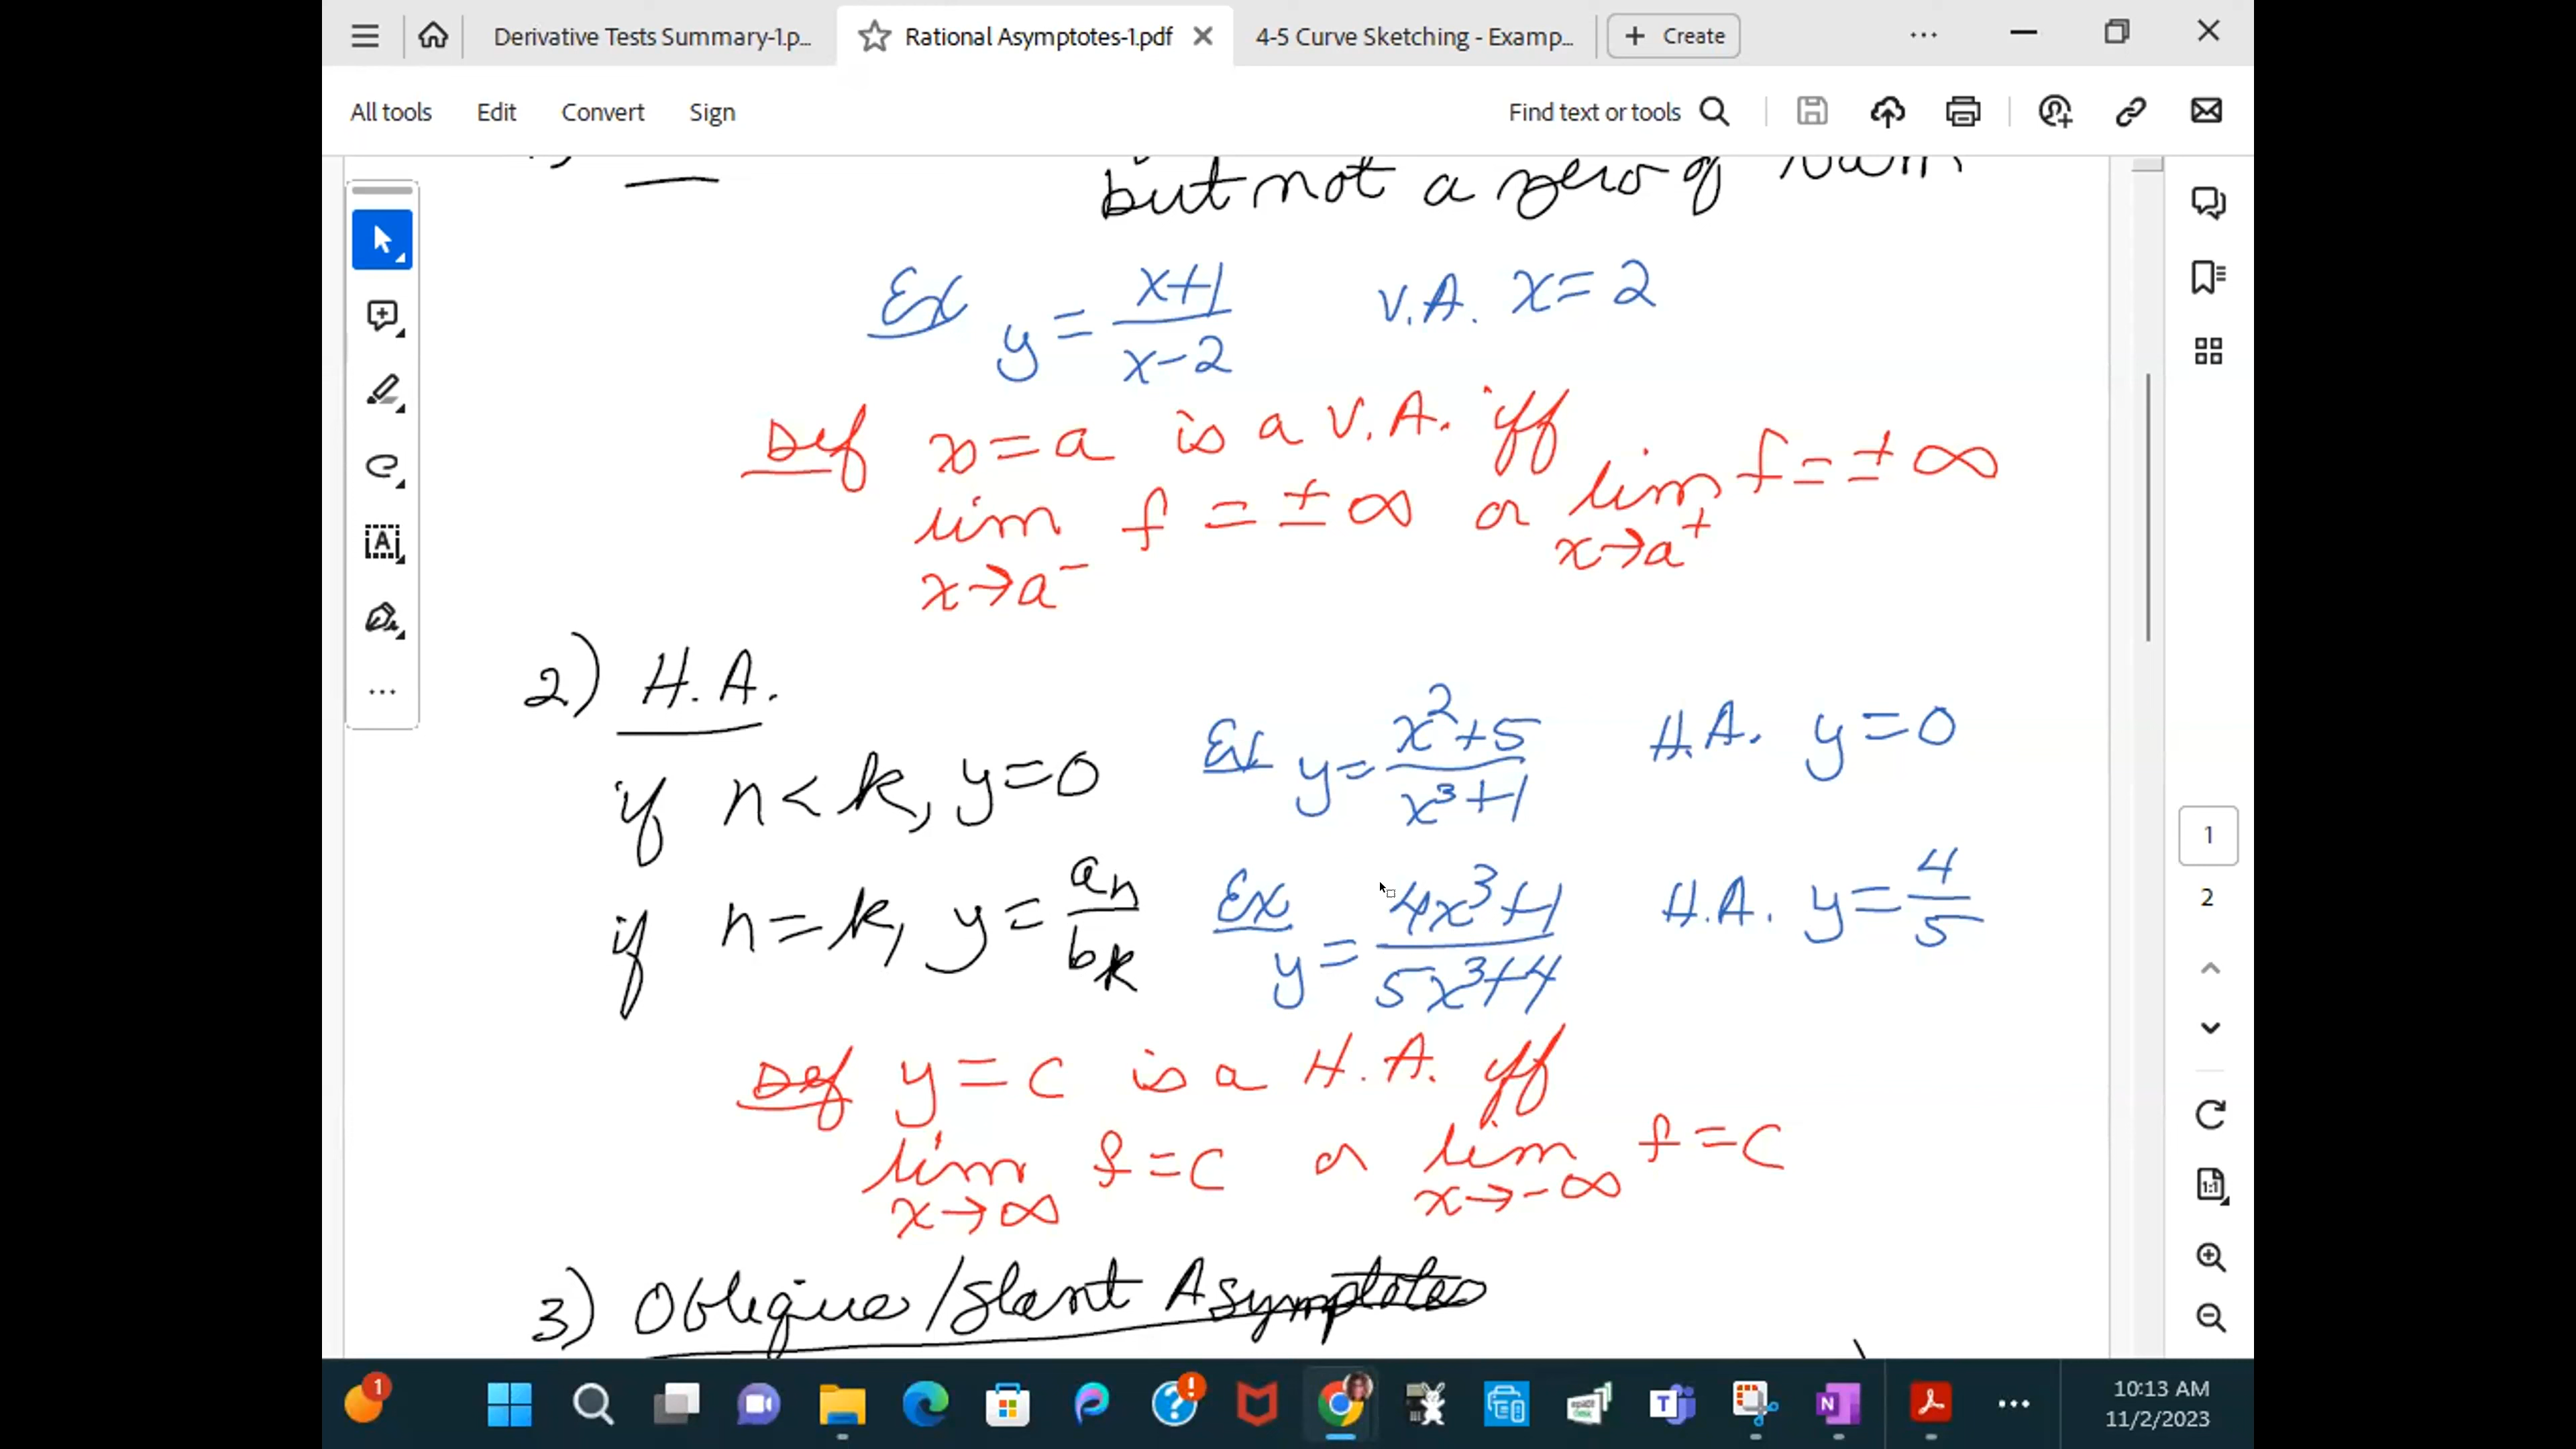 Derivative Tests Summary-1.p...
Rational Asymptotes-1.pdf
4-5 Curve Sketching - Examp...
Create
All tools
Edit
Convert
Sign
Find text or tools
but not a zero of
Ex y = x+1 / x-2 V.A. x = 2
Def x = a is a V.A. iff
lim x→a⁻ f = ± ∞ or lim x→a⁺ f = ± ∞
2) H.A.
if n < k, y = 0 Ex y = x²+5 / x³+1 H.A. y = 0
if n = k, y = aₙ / bₖ Ex y = 4x³+1 / 5x³+4 H.A. y = 4/5
Def y = c is a H.A. iff
lim x→∞ f = c or lim x→-∞ f = c
3) Oblique/Slant Asymptotes
1
2
1:1
1
10:13 AM
11/2/2023